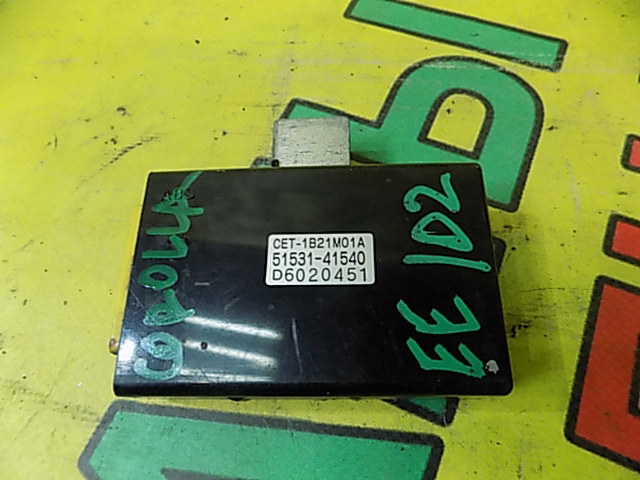 COROLLA
CET-1B21M01A
51531-41540
D6020451
EE 102